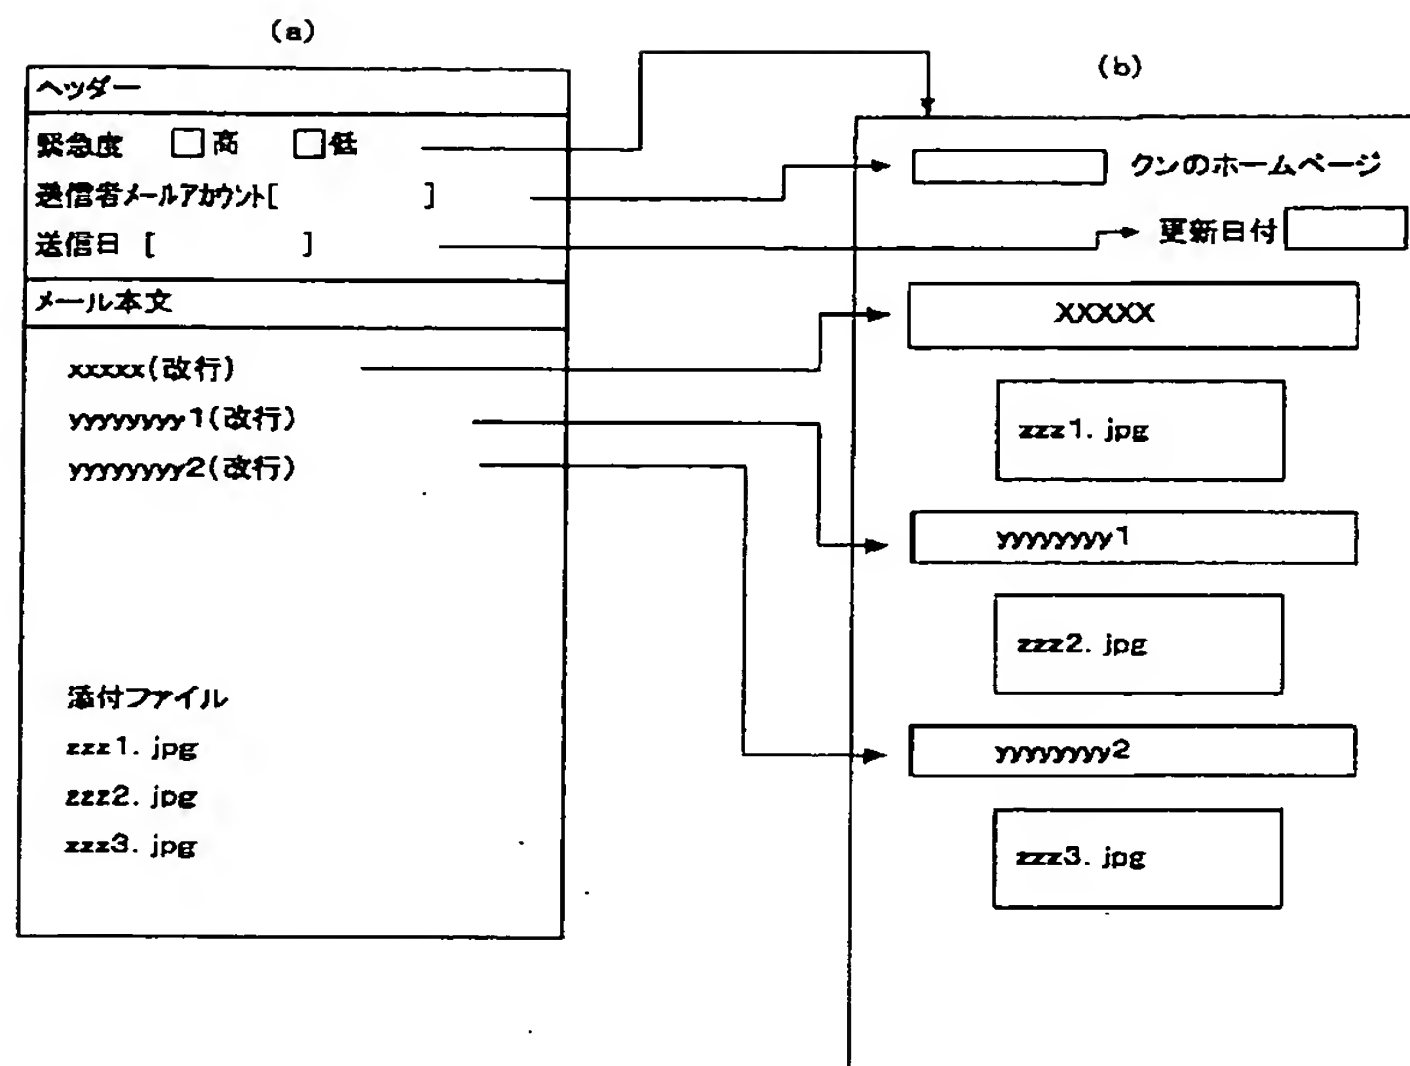 (a)
ヘッダー
緊急度 □高 □低
送信者メールアカウント[ ]
送信日 [ ]
メール本文
xxxxx(改行)
yyyyyyyy1(改行)
yyyyyyyy2(改行)
添付ファイル
zzz1. jpg
zzz2. jpg
zzz3. jpg
(b)
クンのホームページ
更新日付
XXXXX
zzz1. jpg
yyyyyyyy1
zzz2. jpg
yyyyyyyy2
zzz3. jpg